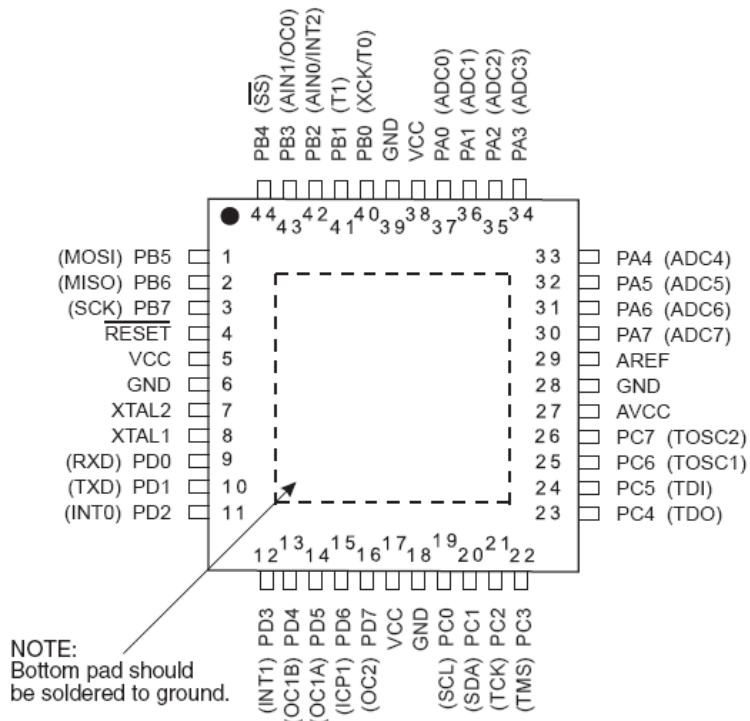 PB4 (SS)
PB3 (AIN1/OC0)
PB2 (AIN0/INT2)
PB1 (T1)
PB0 (XCK/T0)
GND
VCC
PA0 (ADC0)
PA1 (ADC1)
PA2 (ADC2)
PA3 (ADC3)
44 43 42 41 40 39 38 37 36 35 34
(MOSI) PB5 1
(MISO) PB6 2
(SCK) PB7 3
RESET 4
VCC 5
GND 6
XTAL2 7
XTAL1 8
(RXD) PD0 9
(TXD) PD1 10
(INT0) PD2 11
33 PA4 (ADC4)
32 PA5 (ADC5)
31 PA6 (ADC6)
30 PA7 (ADC7)
29 AREF
28 GND
27 AVCC
26 PC7 (TOSC2)
25 PC6 (TOSC1)
24 PC5 (TDI)
23 PC4 (TDO)
12 13 14 15 16 17 18 19 20 21 22
(INT1) PD3
(OC1B) PD4
(OC1A) PD5
(ICP1) PD6
(OC2) PD7
VCC
GND
(SCL) PC0
(SDA) PC1
(TCK) PC2
(TMS) PC3
NOTE:
Bottom pad should
be soldered to ground.